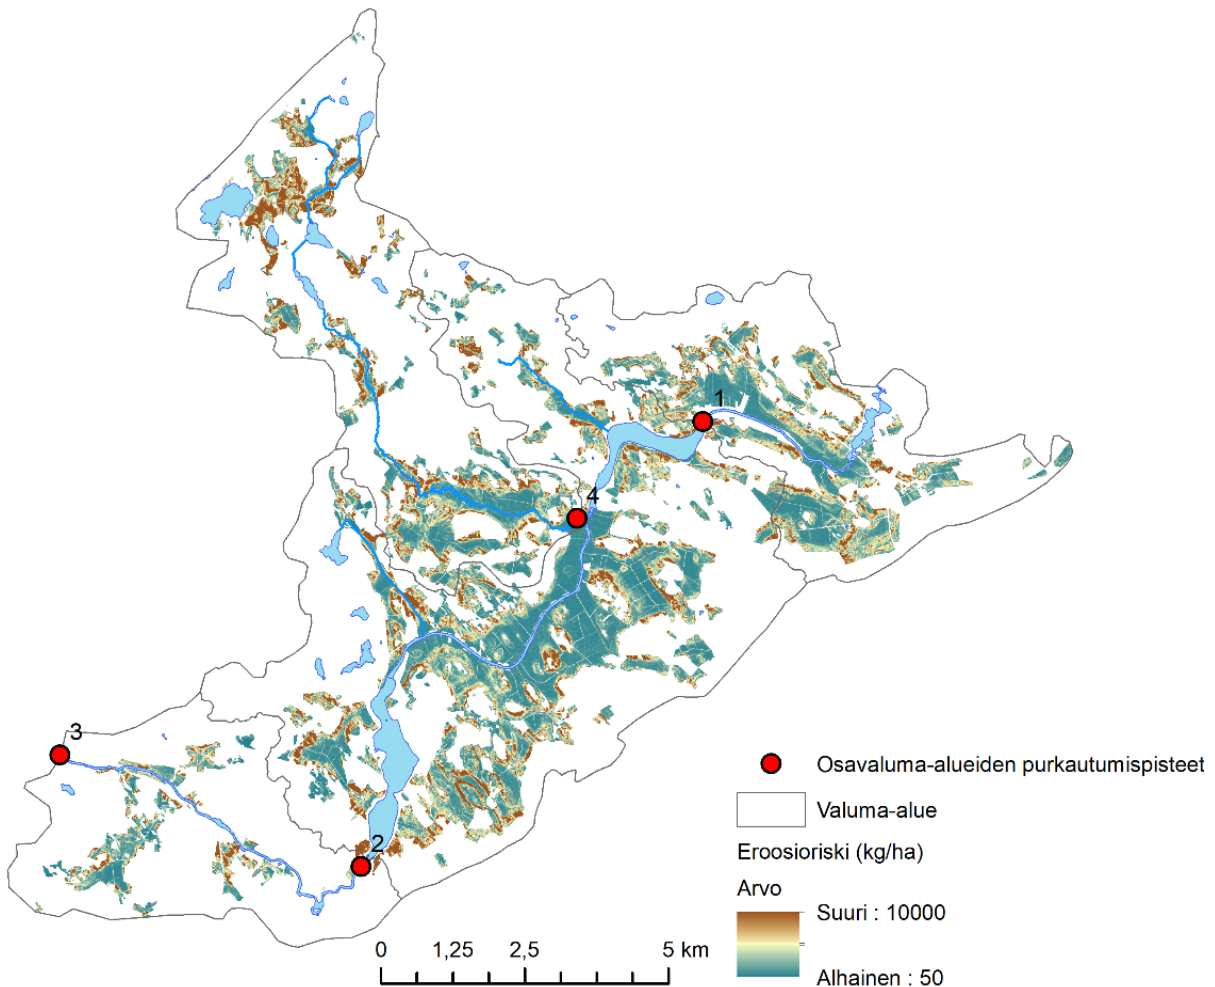 1
4
3
2
Osavaluma-alueiden purkautumispisteet
Valuma-alue
Eroosioriski (kg/ha)
Arvo
Suuri : 10000
Alhainen : 50
0 1,25 2,5 5 km